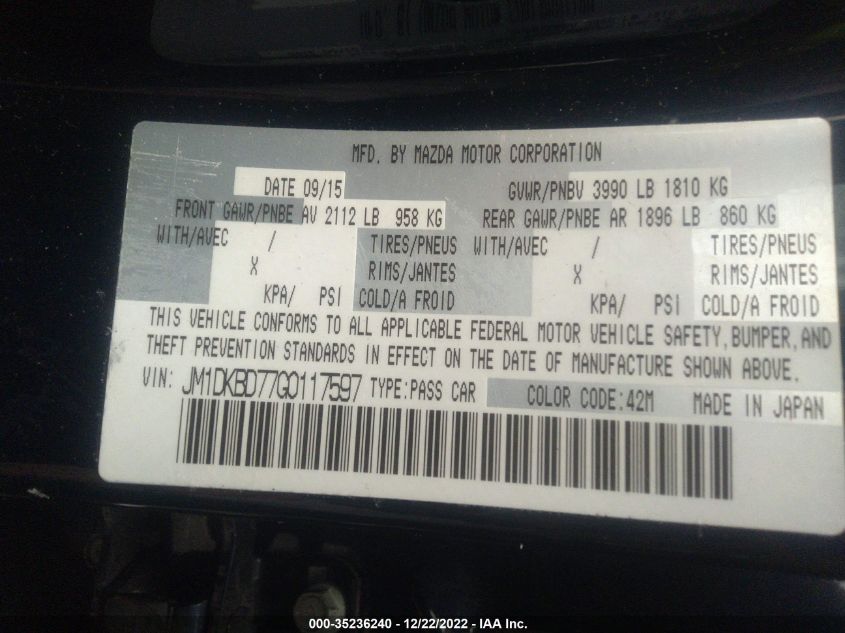 MFD. BY MAZDA MOTOR CORPORATION
DATE 09/15 GVWR/PNBV 3990 LB 1810 KG
FRONT GAWR/PNBE AV 2112 LB 958 KG REAR GAWR/PNBE AR 1896 LB 860 KG
WITH/AVEC / TIRES/PNEUS WITH/AVEC / TIRES/PNEUS
X RIMS/JANTES X RIMS/JANTES
KPA/ PSI COLD/A FROID KPA/ PSI COLD/A FROID
THIS VEHICLE CONFORMS TO ALL APPLICABLE FEDERAL MOTOR VEHICLE SAFETY,BUMPER,AND
THEFT PREVENTION STANDARDS IN EFFECT ON THE DATE OF MANUFACTURE SHOWN ABOVE.
VIN: JM1DKBD77G0117597 TYPE:PASS CAR COLOR CODE:42M MADE IN JAPAN
000-35236240 - 12/22/2022 - IAA Inc.